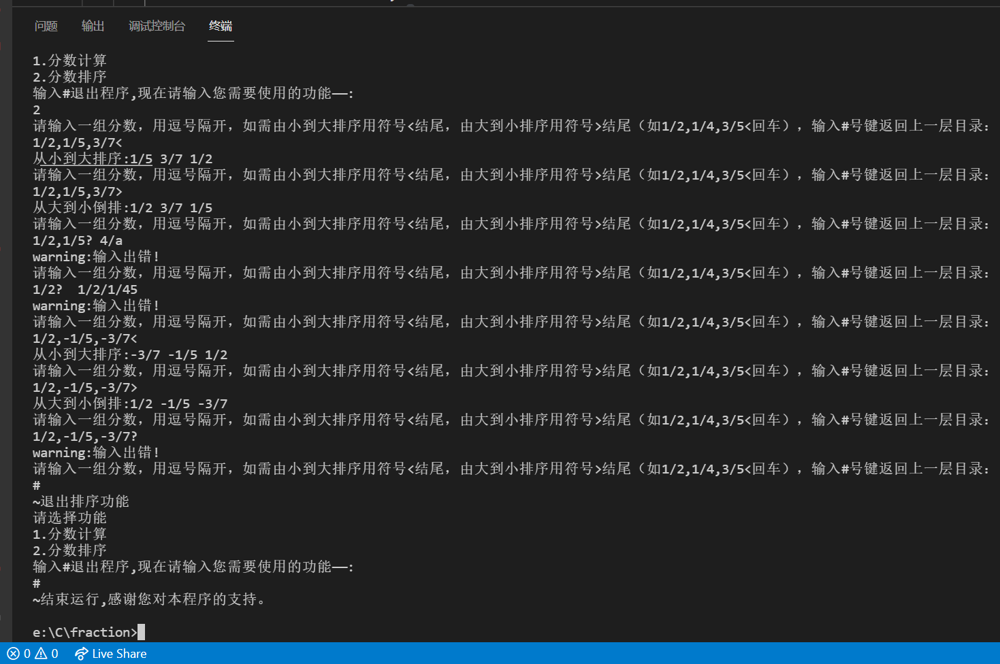 问题 输出 调试控制台 终端
1.分数计算
2.分数排序
输入#退出程序,现在请输入您需要使用的功能——:
2
请输入一组分数，用逗号隔开，如需由小到大排序用符号<结尾，由大到小排序用符号>结尾（如1/2,1/4,3/5<回车），输入#号键返回上一层目录：
1/2,1/5,3/7<
从小到大排序:1/5 3/7 1/2
请输入一组分数，用逗号隔开，如需由小到大排序用符号<结尾，由大到小排序用符号>结尾（如1/2,1/4,3/5<回车），输入#号键返回上一层目录：
1/2,1/5,3/7>
从大到小倒排:1/2 3/7 1/5
请输入一组分数，用逗号隔开，如需由小到大排序用符号<结尾，由大到小排序用符号>结尾（如1/2,1/4,3/5<回车），输入#号键返回上一层目录：
1/2,1/5? 4/a
warning:输入出错!
请输入一组分数，用逗号隔开，如需由小到大排序用符号<结尾，由大到小排序用符号>结尾（如1/2,1/4,3/5<回车），输入#号键返回上一层目录：
1/2?  1/2/1/45
warning:输入出错!
请输入一组分数，用逗号隔开，如需由小到大排序用符号<结尾，由大到小排序用符号>结尾（如1/2,1/4,3/5<回车），输入#号键返回上一层目录：
1/2,-1/5,-3/7<
从小到大排序:-3/7 -1/5 1/2
请输入一组分数，用逗号隔开，如需由小到大排序用符号<结尾，由大到小排序用符号>结尾（如1/2,1/4,3/5<回车），输入#号键返回上一层目录：
1/2,-1/5,-3/7>
从大到小倒排:1/2 -1/5 -3/7
请输入一组分数，用逗号隔开，如需由小到大排序用符号<结尾，由大到小排序用符号>结尾（如1/2,1/4,3/5<回车），输入#号键返回上一层目录：
1/2,-1/5,-3/7?
warning:输入出错!
请输入一组分数，用逗号隔开，如需由小到大排序用符号<结尾，由大到小排序用符号>结尾（如1/2,1/4,3/5<回车），输入#号键返回上一层目录：
#
~退出排序功能
请选择功能
1.分数计算
2.分数排序
输入#退出程序,现在请输入您需要使用的功能——:
#
~结束运行,感谢您对本程序的支持。
e:\C\fraction>
0 0 Live Share